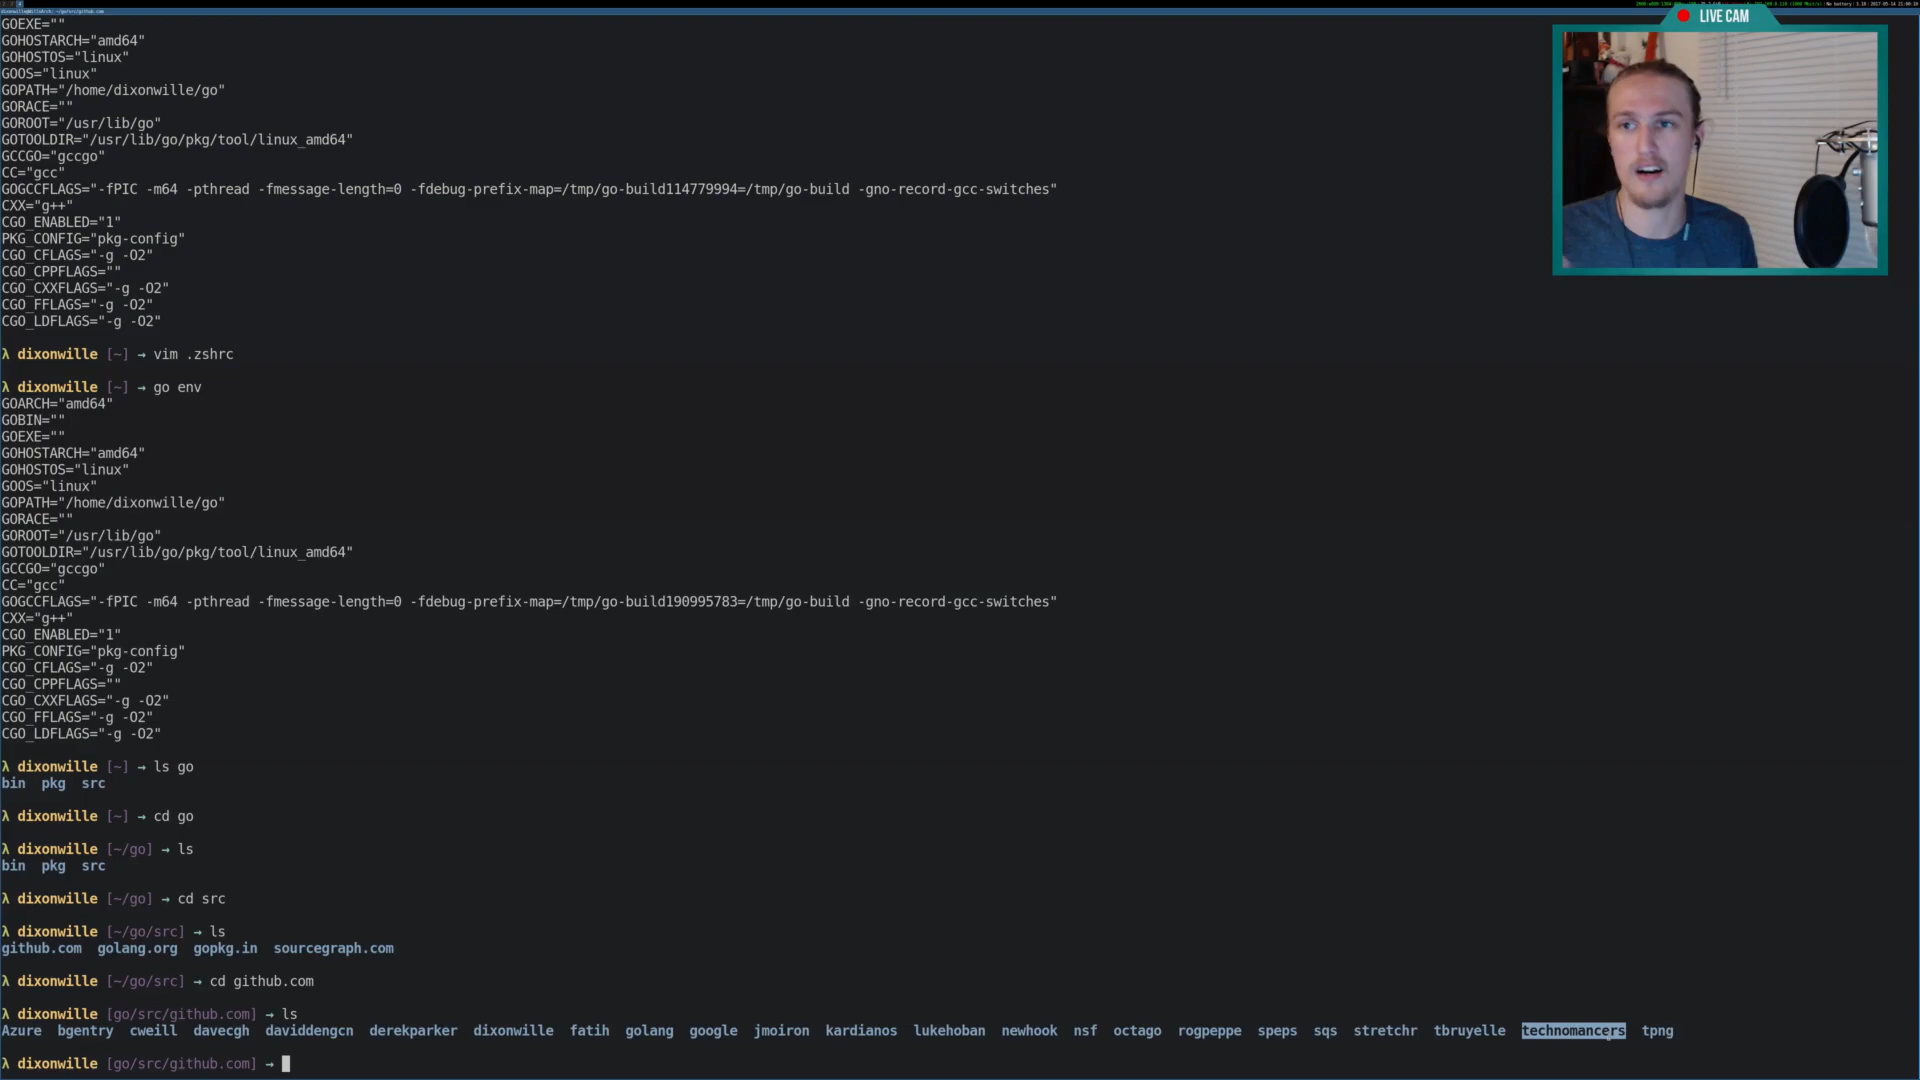 dixonwille@WillsArch: ~/go/src/github.com
LIVE CAM
GOEXE=""
GOHOSTARCH="amd64"
GOHOSTOS="linux"
GOOS="linux"
GOPATH="/home/dixonwille/go"
GORACE=""
GOROOT="/usr/lib/go"
GOTOOLDIR="/usr/lib/go/pkg/tool/linux_amd64"
GCCGO="gccgo"
CC="gcc"
GOGCCFLAGS="-fPIC -m64 -pthread -fmessage-length=0 -fdebug-prefix-map=/tmp/go-build114779994=/tmp/go-build -gno-record-gcc-switches"
CXX="g++"
CGO_ENABLED="1"
PKG_CONFIG="pkg-config"
CGO_CFLAGS="-g -O2"
CGO_CPPFLAGS=""
CGO_CXXFLAGS="-g -O2"
CGO_FFLAGS="-g -O2"
CGO_LDFLAGS="-g -O2"
λ dixonwille [~] → vim .zshrc
λ dixonwille [~] → go env
GOARCH="amd64"
GOBIN=""
GOEXE=""
GOHOSTARCH="amd64"
GOHOSTOS="linux"
GOOS="linux"
GOPATH="/home/dixonwille/go"
GORACE=""
GOROOT="/usr/lib/go"
GOTOOLDIR="/usr/lib/go/pkg/tool/linux_amd64"
GCCGO="gccgo"
CC="gcc"
GOGCCFLAGS="-fPIC -m64 -pthread -fmessage-length=0 -fdebug-prefix-map=/tmp/go-build190995783=/tmp/go-build -gno-record-gcc-switches"
CXX="g++"
CGO_ENABLED="1"
PKG_CONFIG="pkg-config"
CGO_CFLAGS="-g -O2"
CGO_CPPFLAGS=""
CGO_CXXFLAGS="-g -O2"
CGO_FFLAGS="-g -O2"
CGO_LDFLAGS="-g -O2"
λ dixonwille [~] → ls go
bin pkg src
λ dixonwille [~] → cd go
λ dixonwille [~/go] → ls
bin pkg src
λ dixonwille [~/go] → cd src
λ dixonwille [~/go/src] → ls
github.com golang.org gopkg.in sourcegraph.com
λ dixonwille [~/go/src] → cd github.com
λ dixonwille [go/src/github.com] → ls
Azure bgentry cweill davecgh daviddengcn derekparker dixonwille fatih golang google jmoiron kardianos lukehoban newhook nsf octago rogpeppe speps sqs stretchr tbruyelle technomancers tpng
λ dixonwille [go/src/github.com] →